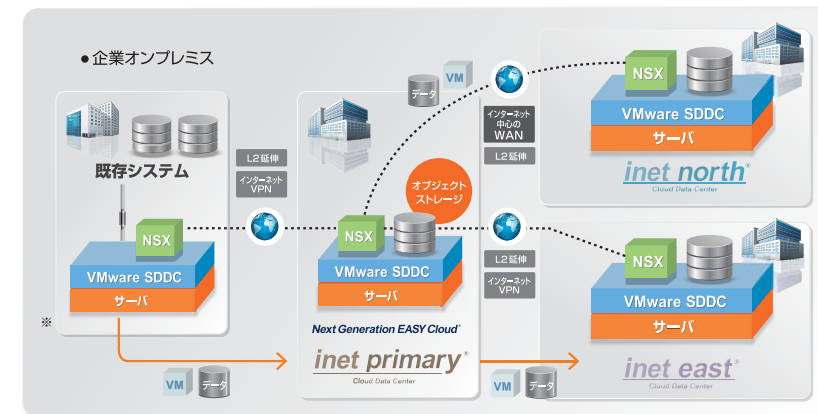 ●企業オンプレミス
既存システム
NSX
VMware SDDC
サーバ
※
L2延伸
インターネット
VPN
VM
データ
データ
VM
オブジェクト
ストレージ
NSX
VMware SDDC
サーバ
Next Generation EASY Cloud®
inet primary®
Cloud Data Center
インターネット
中心の
WAN
L2延伸
L2延伸
インターネット
VPN
VM
データ
NSX
VMware SDDC
サーバ
inet north®
Cloud Data Center
NSX
VMware SDDC
サーバ
inet east®
Cloud Data Center